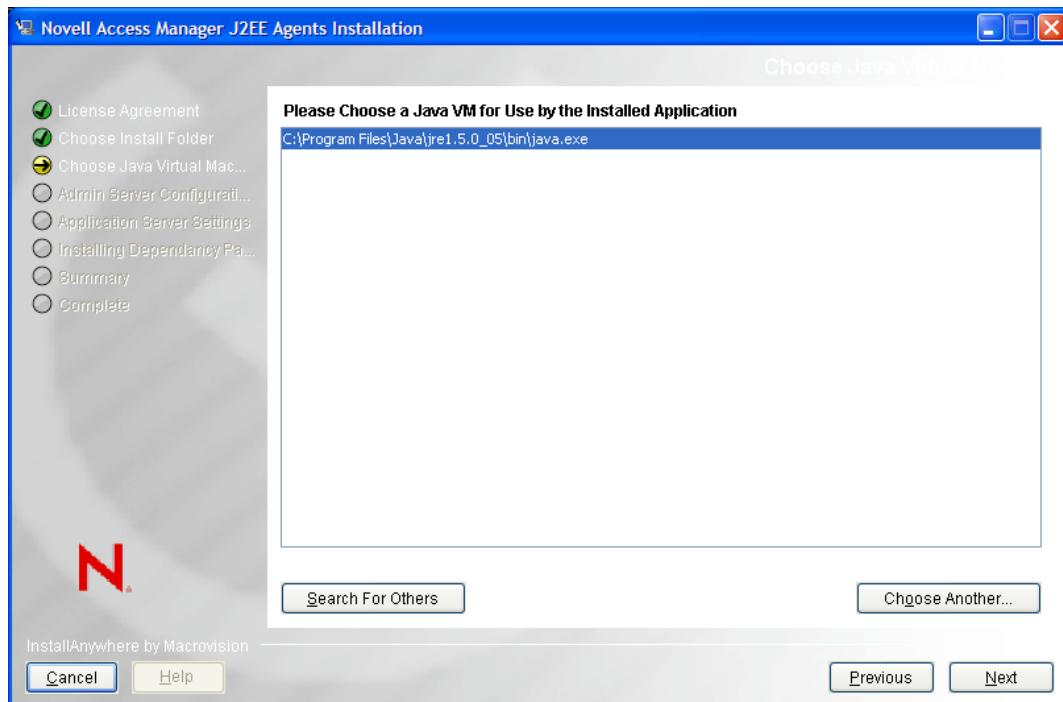 Novell Access Manager J2EE Agents Installation
Choose Java Virtual
License Agreement
Choose Install Folder
Choose Java Virtual Mac...
Admin Server Configurati...
Application Server Settings
Installing Dependancy Pa...
Summary
Complete
Please Choose a Java VM for Use by the Installed Application
C:\Program Files\Java\jre1.5.0_05\bin\java.exe
N
Search For Others
Choose Another...
InstallAnywhere by Macrovision
Cancel
Help
Previous
Next